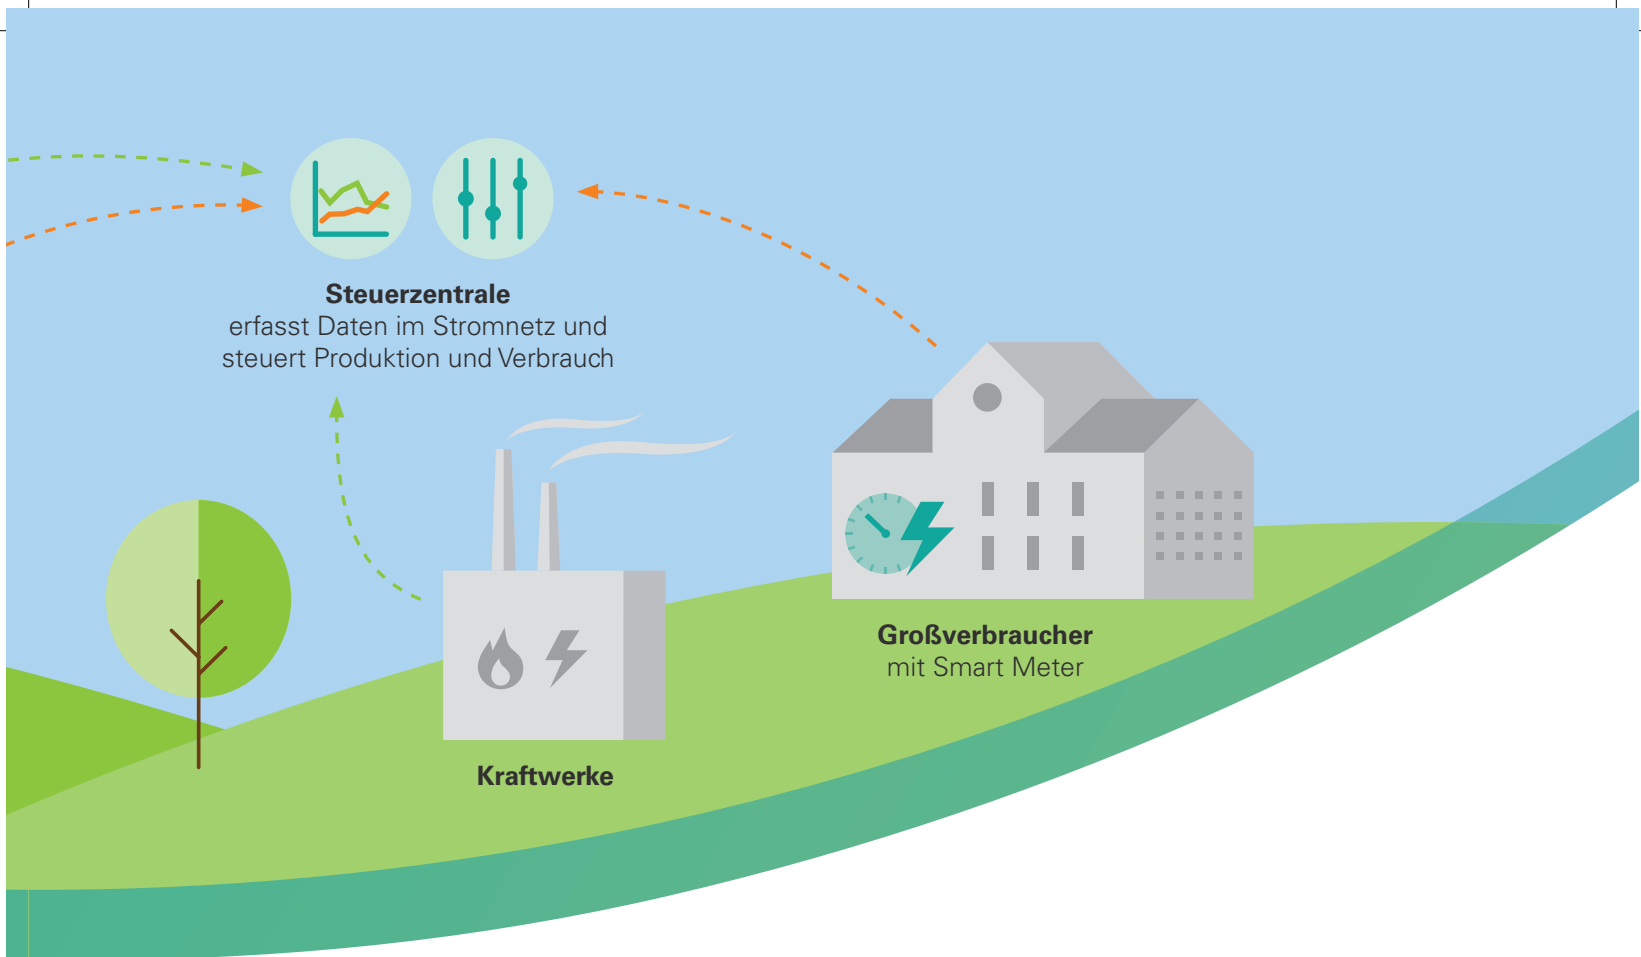 Steuerzentrale
erfasst Daten im Stromnetz und
steuert Produktion und Verbrauch
Großverbraucher
mit Smart Meter
Kraftwerke